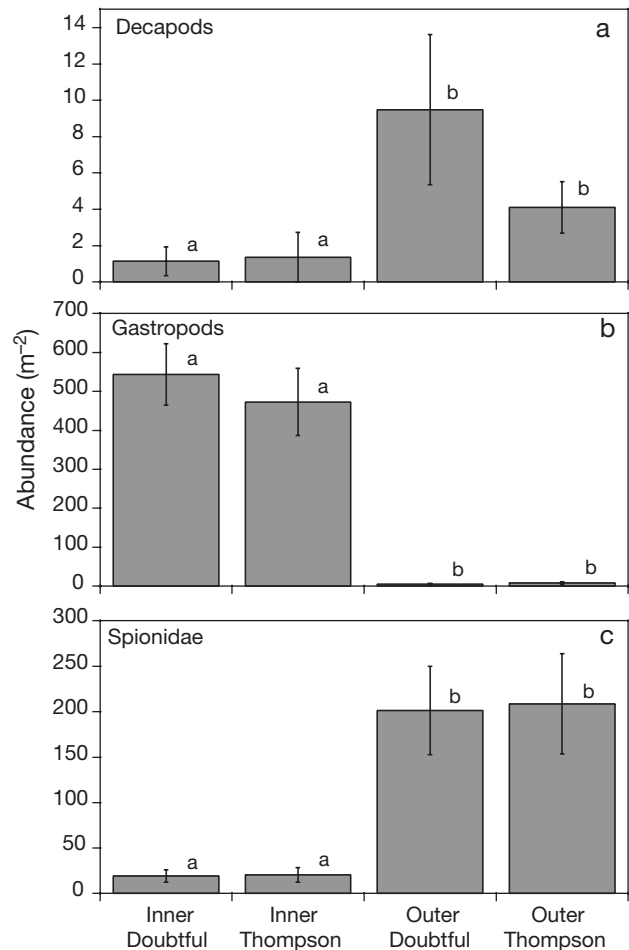 Decapods a
14
12
10
8
6
4
2
0
a
a
b
b
Gastropods b
700
600
500
400
300
200
100
0
a
a
b
b
Spionidae c
300
250
200
150
100
50
0
a
a
b
b
Abundance (m⁻²)
Inner Doubtful
Inner Thompson
Outer Doubtful
Outer Thompson